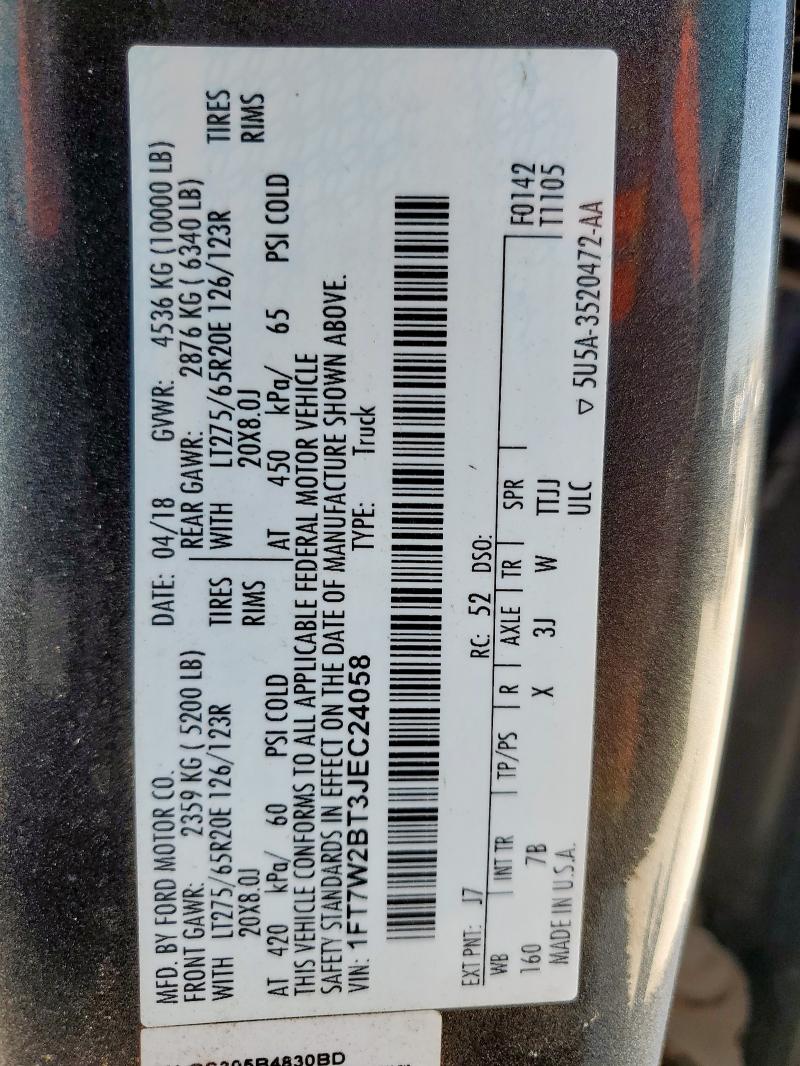 MFD. BY FORD MOTOR CO.
DATE: 04/18 GVWR: 4536 KG (10000 LB)
FRONT GAWR: 2359 KG ( 5200 LB)
REAR GAWR: 2876 KG ( 6340 LB)
WITH LT275/65R20E 126/123R TIRES
WITH LT275/65R20E 126/123R TIRES
20X8.0J RIMS
20X8.0J RIMS
AT 420 kPa/ 60 PSI COLD
AT 450 kPa/ 65 PSI COLD
THIS VEHICLE CONFORMS TO ALL APPLICABLE FEDERAL MOTOR VEHICLE
SAFETY STANDARDS IN EFFECT ON THE DATE OF MANUFACTURE SHOWN ABOVE.
VIN: 1FT7W2BT3JEC24058 TYPE: Truck
EXT PNT: J7 RC: 52 DSO:
F0142
WB INT TR TP/PS R AXLE TR SPR T1105
160 7B X 3J W TTJJ
MADE IN U.S.A. ULC ▽ 5U5A-3520472-AA